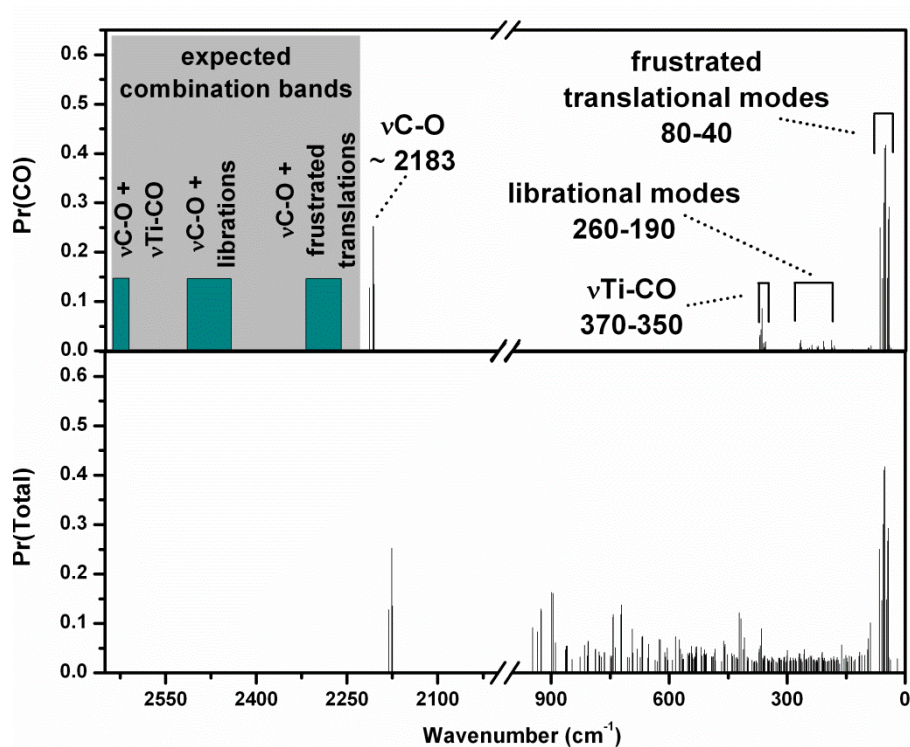 0.6
0.5
0.4
0.3
0.2
0.1
0.0
Pr(CO)
expected
combination bands
νC-O +
νTi-CO
νC-O +
librations
νC-O +
frustrated
translations
νC-O
~ 2183
frustrated
translational modes
80-40
librational modes
260-190
νTi-CO
370-350
0.6
0.5
0.4
0.3
0.2
0.1
0.0
Pr(Total)
2550 2400 2250 2100 900 600 300 0
Wavenumber (cm⁻¹)